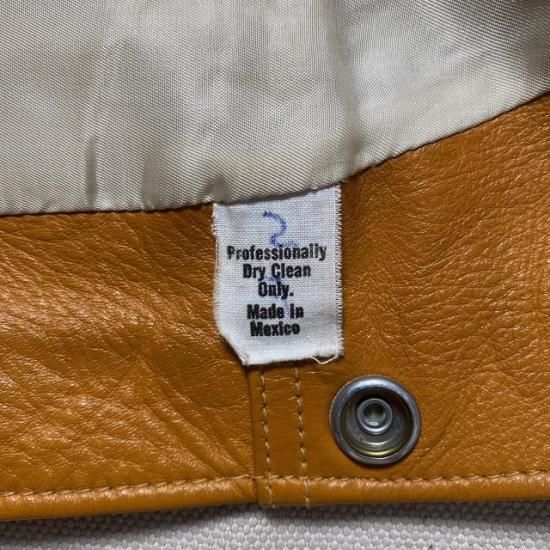 2
Professionally
Dry Clean
Only.
Made in
Mexico